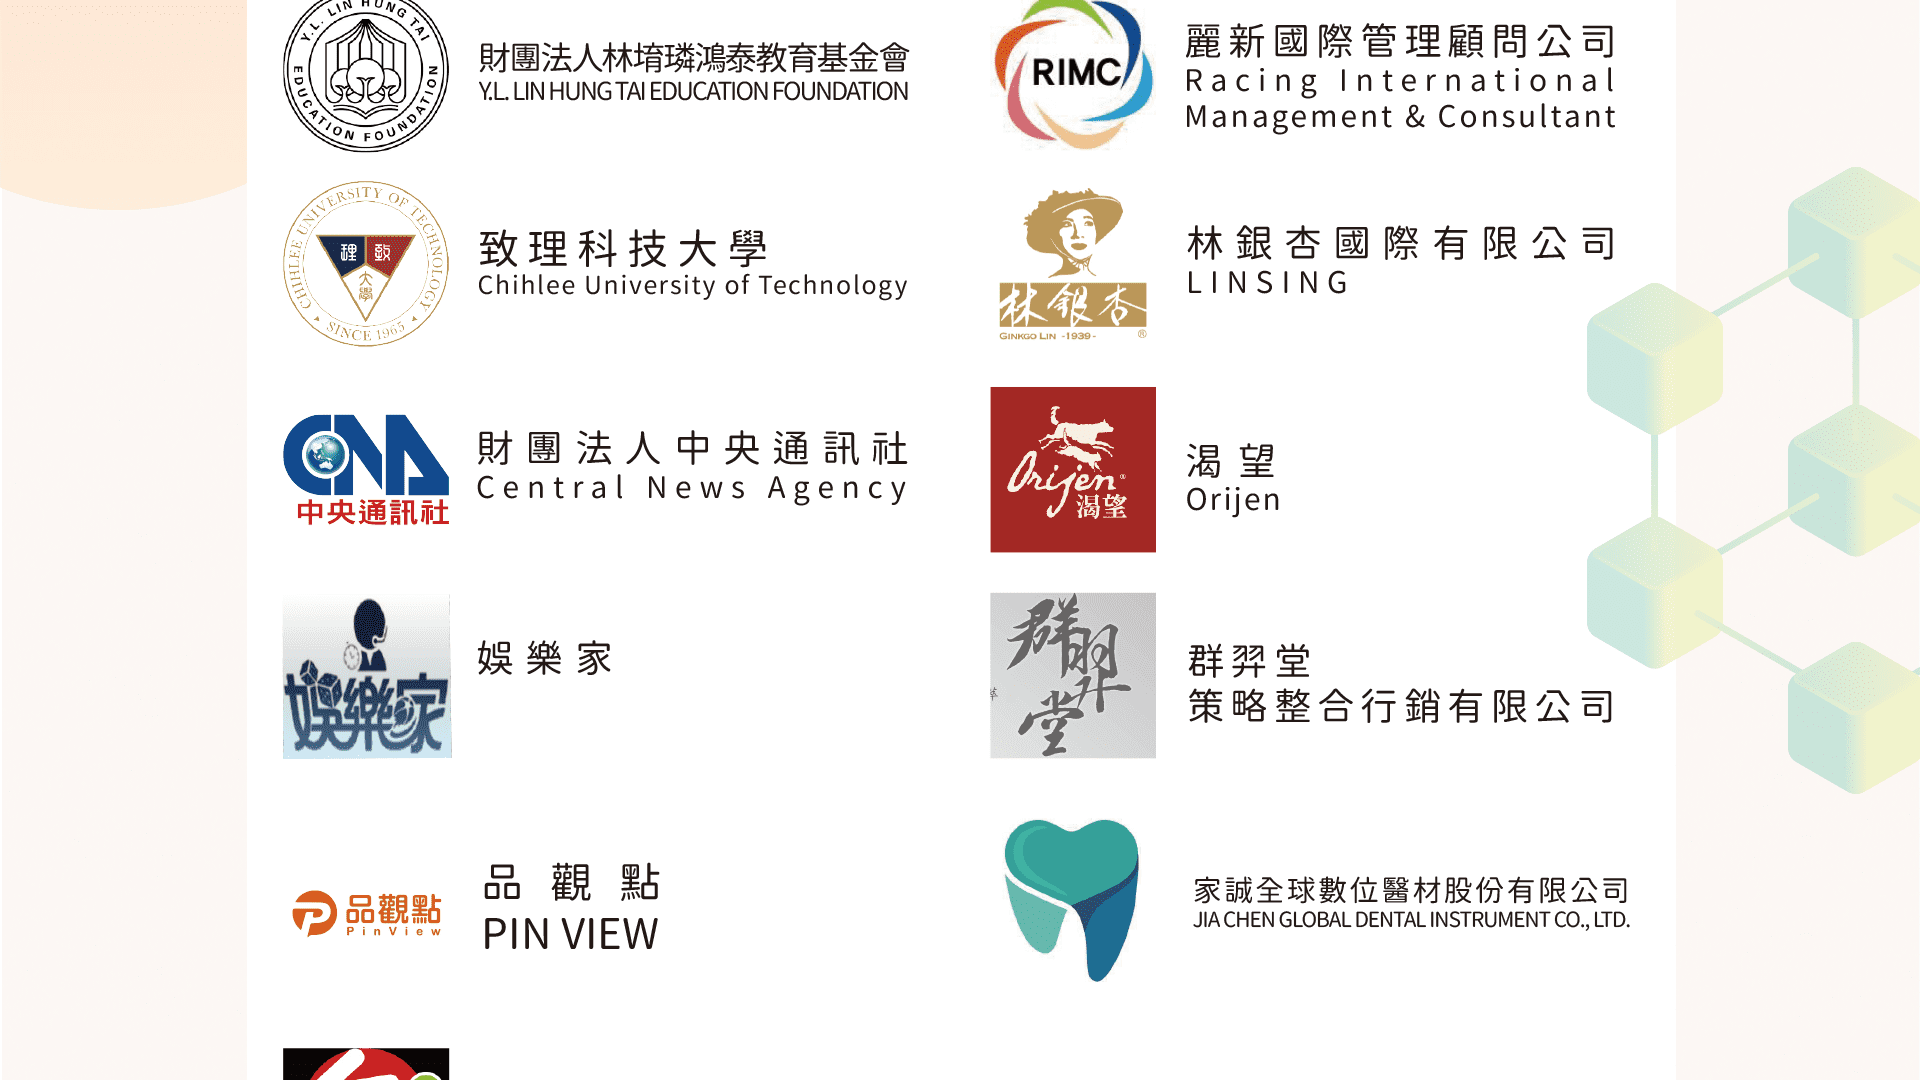 Y.L. LIN HUNG TAI
EDUCATION FOUNDATION
財團法人林堉璘鴻泰教育基金會
Y.L. LIN HUNG TAI EDUCATION FOUNDATION
RIMC
麗新國際管理顧問公司
Racing International
Management & Consultant
CHIHLEE UNIVERSITY OF TECHNOLOGY
理致
大學
SINCE 1965
致理科技大學
Chihlee University of Technology
林銀杏
GINKGO LIN -1939-
®
林銀杏國際有限公司
LINSING
CNA
中央通訊社
財團法人中央通訊社
Central News Agency
Orijen®
渴望
渴望
Orijen
娛樂家
娛樂家
群羿堂
群羿堂
策略整合行銷有限公司
品觀點
PinView
品觀點
PIN VIEW
家誠全球數位醫材股份有限公司
JIA CHEN GLOBAL DENTAL INSTRUMENT CO., LTD.